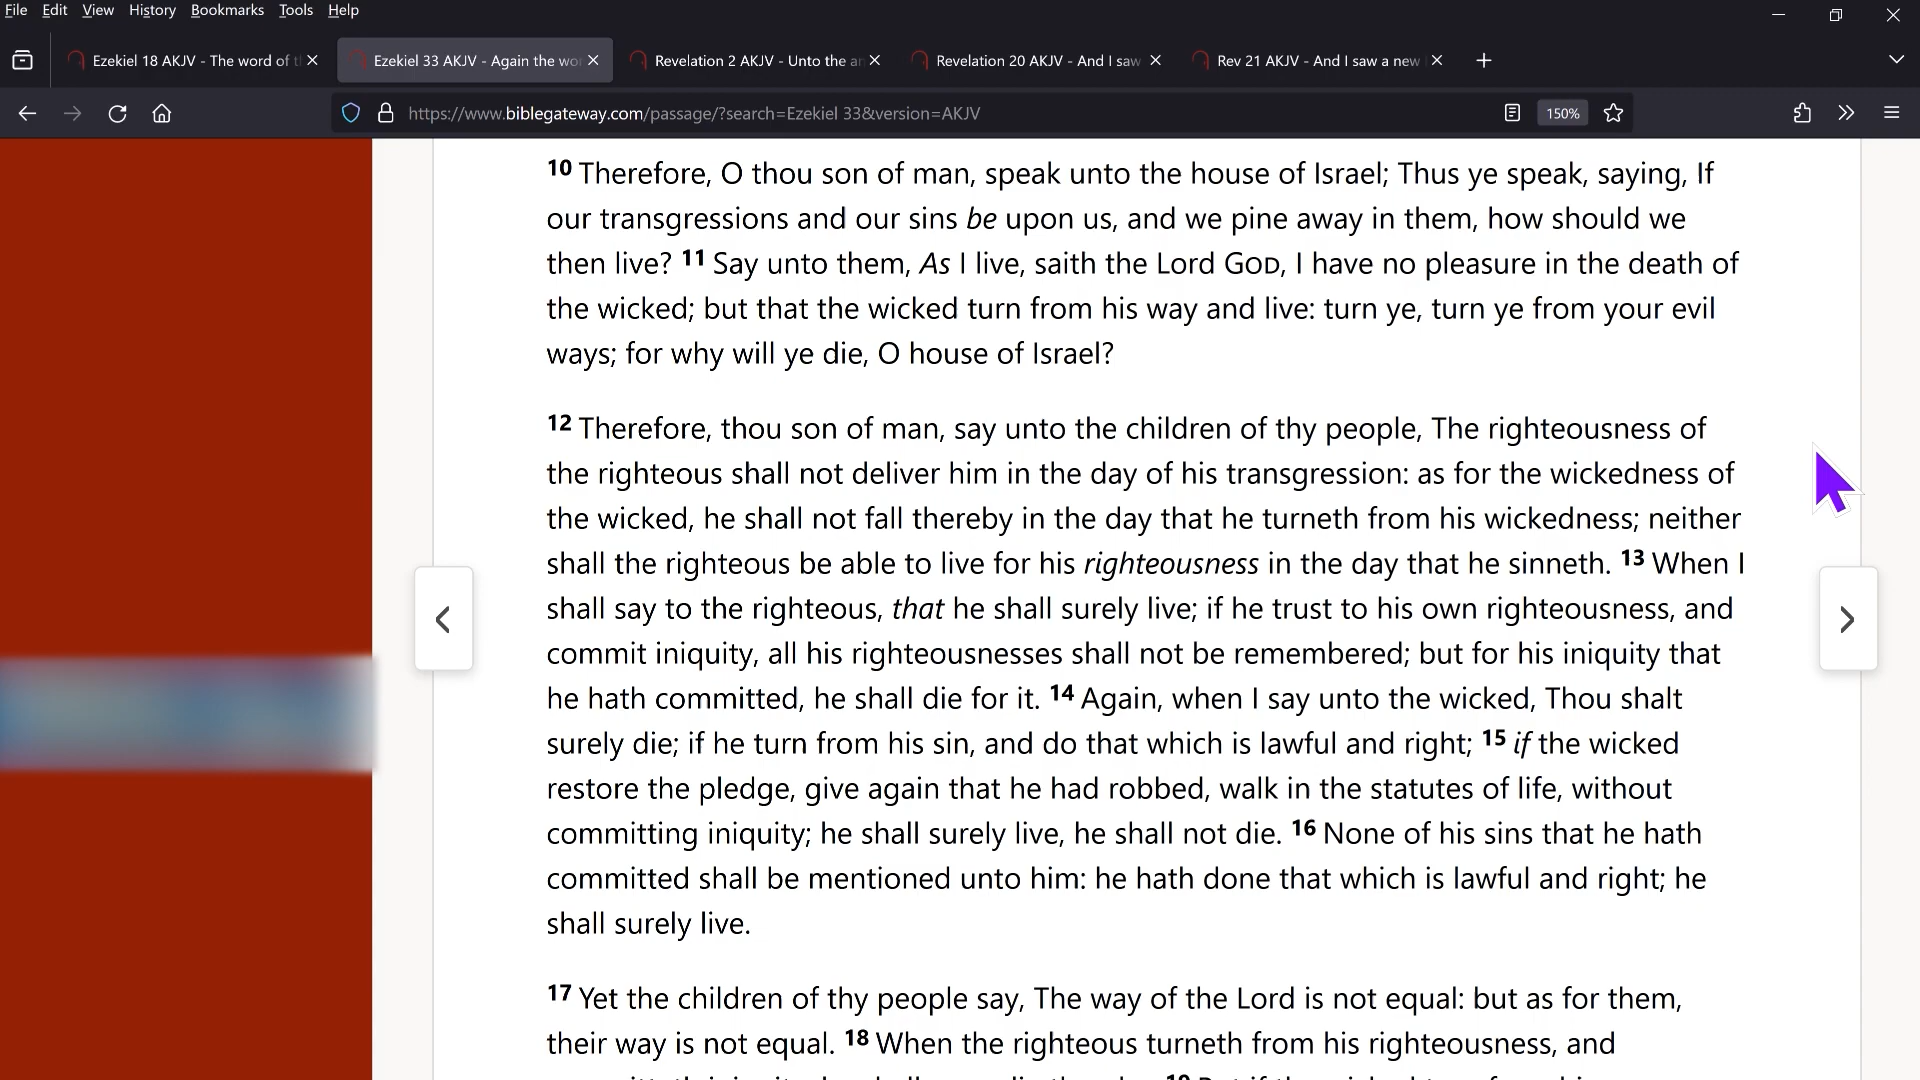 File Edit View History Bookmarks Tools Help
Ezekiel 18 AKJV - The word of t
Ezekiel 33 AKJV - Again the wo
Revelation 2 AKJV - Unto the an
Revelation 20 AKJV - And I saw
Rev 21 AKJV - And I saw a new
https://www.biblegateway.com/passage/?search=Ezekiel 33&version=AKJV 150%
10 Therefore, O thou son of man, speak unto the house of Israel; Thus ye speak, saying, If
our transgressions and our sins be upon us, and we pine away in them, how should we
then live? 11 Say unto them, As I live, saith the Lord GOD, I have no pleasure in the death of
the wicked; but that the wicked turn from his way and live: turn ye, turn ye from your evil
ways; for why will ye die, O house of Israel?
12 Therefore, thou son of man, say unto the children of thy people, The righteousness of
the righteous shall not deliver him in the day of his transgression: as for the wickedness of
the wicked, he shall not fall thereby in the day that he turneth from his wickedness; neither
shall the righteous be able to live for his righteousness in the day that he sinneth. 13 When I
shall say to the righteous, that he shall surely live; if he trust to his own righteousness, and
commit iniquity, all his righteousnesses shall not be remembered; but for his iniquity that
he hath committed, he shall die for it. 14 Again, when I say unto the wicked, Thou shalt
surely die; if he turn from his sin, and do that which is lawful and right; 15 if the wicked
restore the pledge, give again that he had robbed, walk in the statutes of life, without
committing iniquity; he shall surely live, he shall not die. 16 None of his sins that he hath
committed shall be mentioned unto him: he hath done that which is lawful and right; he
shall surely live.
17 Yet the children of thy people say, The way of the Lord is not equal: but as for them,
their way is not equal. 18 When the righteous turneth from his righteousness, and